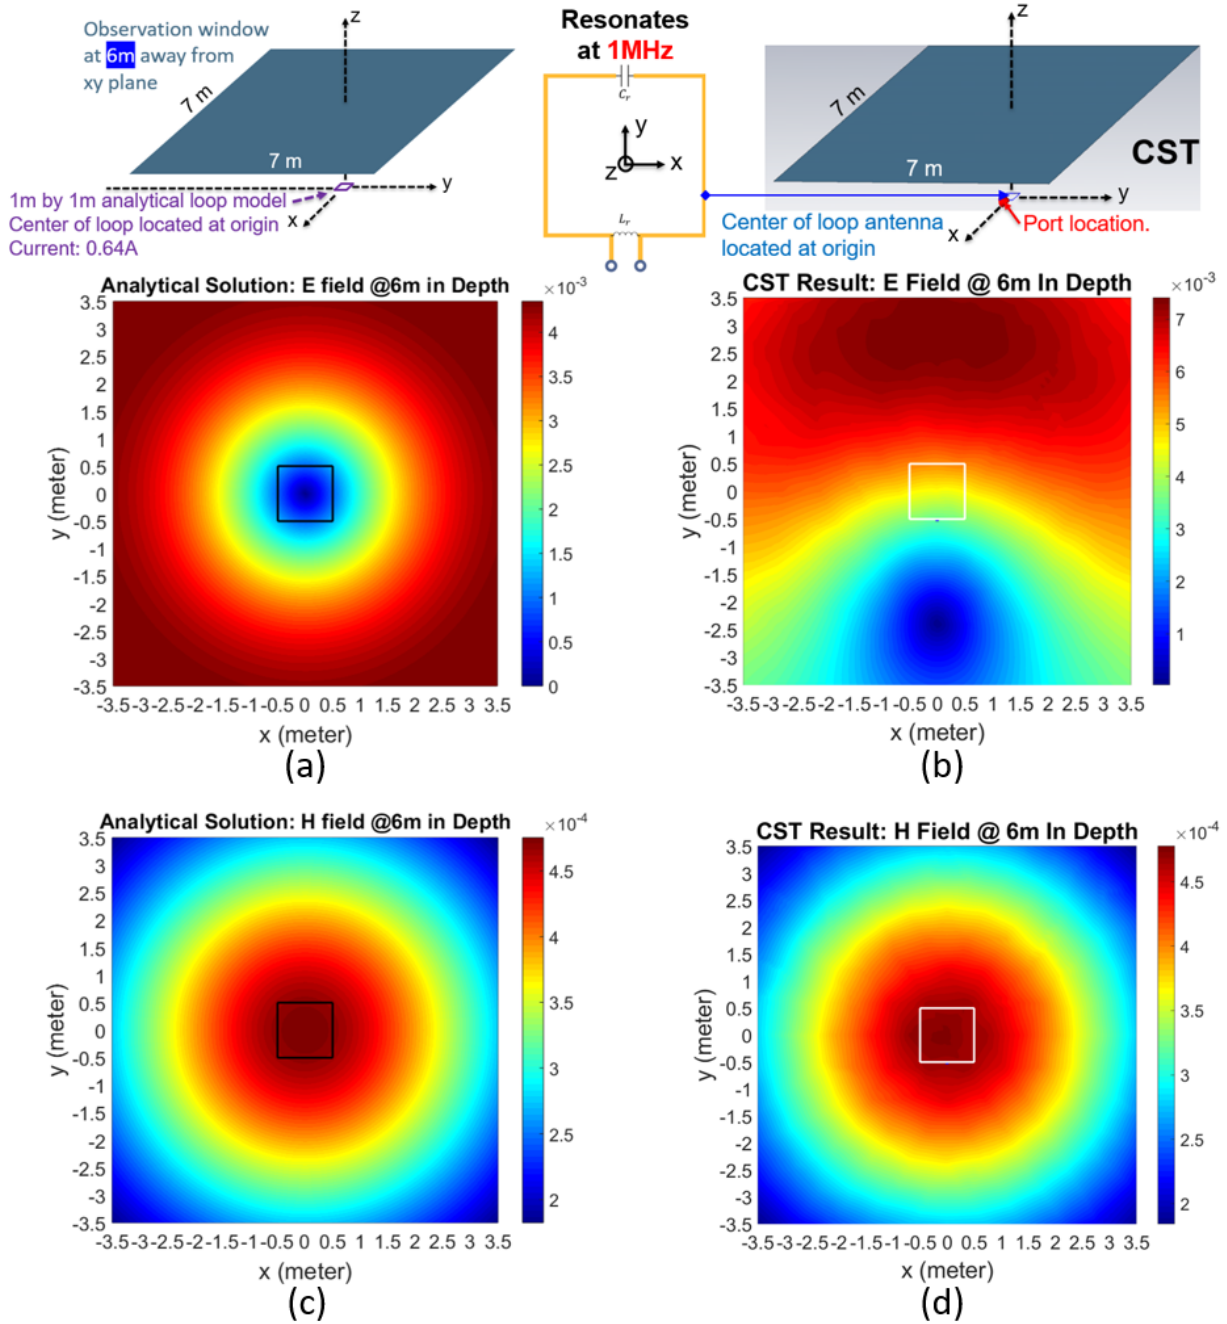 Observation window
at 6m away from
xy plane
z
7 m
7 m
y
x
1m by 1m analytical loop model
Center of loop located at origin
Current: 0.64A
Resonates
at 1MHz
Cr
y
z
x
Lr
z
7 m
7 m
CST
y
x
Center of loop antenna
located at origin
Port location.
Analytical Solution: E field @6m in Depth
×10-3
3.5
3
2.5
2
1.5
1
0.5
0
-0.5
-1
-1.5
-2
-2.5
-3
-3.5
y (meter)
-3.5 -3 -2.5 -2 -1.5 -1 -0.5 0 0.5 1 1.5 2 2.5 3 3.5
x (meter)
4
3.5
3
2.5
2
1.5
1
0.5
0
(a)
CST Result: E Field @ 6m In Depth
×10-3
3.5
3
2.5
2
1.5
1
0.5
0
-0.5
-1
-1.5
-2
-2.5
-3
-3.5
y (meter)
-3.5 -3 -2.5 -2 -1.5 -1 -0.5 0 0.5 1 1.5 2 2.5 3 3.5
x (meter)
7
6
5
4
3
2
1
(b)
Analytical Solution: H field @6m in Depth
×10-4
3.5
3
2.5
2
1.5
1
0.5
0
-0.5
-1
-1.5
-2
-2.5
-3
-3.5
y (meter)
-3.5 -3 -2.5 -2 -1.5 -1 -0.5 0 0.5 1 1.5 2 2.5 3 3.5
x (meter)
4.5
4
3.5
3
2.5
2
(c)
CST Result: H Field @ 6m In Depth
×10-4
3.5
3
2.5
2
1.5
1
0.5
0
-0.5
-1
-1.5
-2
-2.5
-3
-3.5
y (meter)
-3.5 -3 -2.5 -2 -1.5 -1 -0.5 0 0.5 1 1.5 2 2.5 3 3.5
x (meter)
4.5
4
3.5
3
2.5
2
(d)